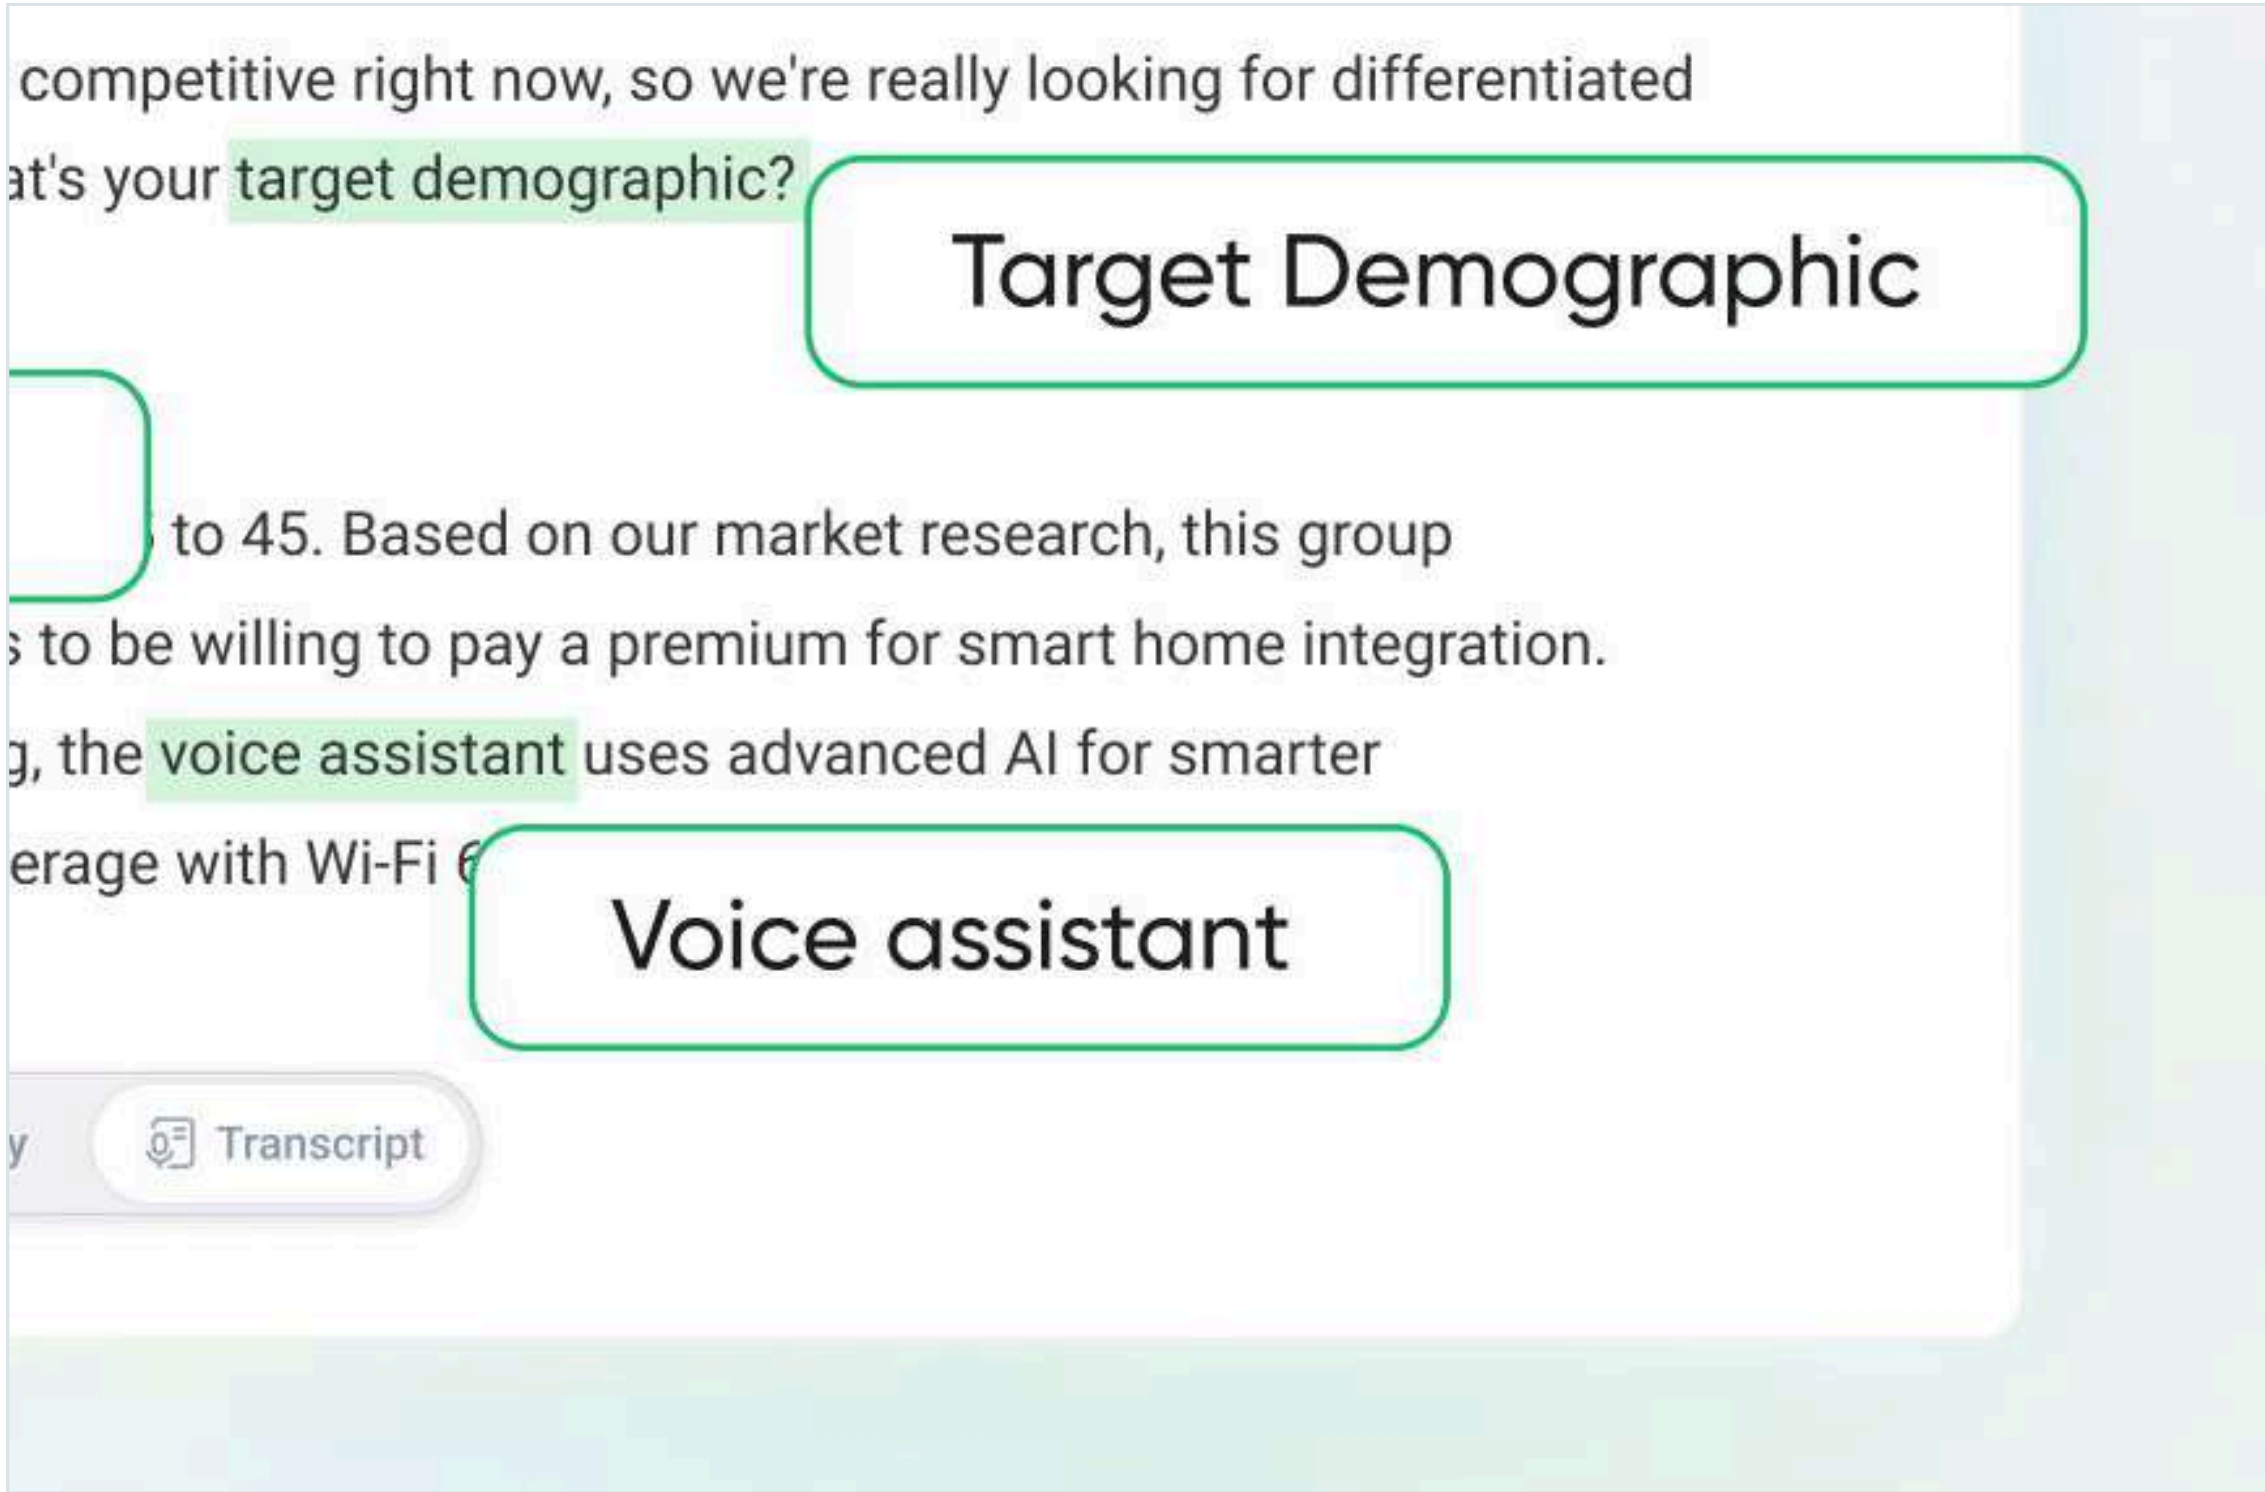 competitive right now, so we're really looking for differentiated
your target demographic?
Target Demographic
to 45. Based on our market research, this group
to be willing to pay a premium for smart home integration.
the voice assistant uses advanced AI for smarter
with Wi-Fi 6
Voice assistant
Transcript